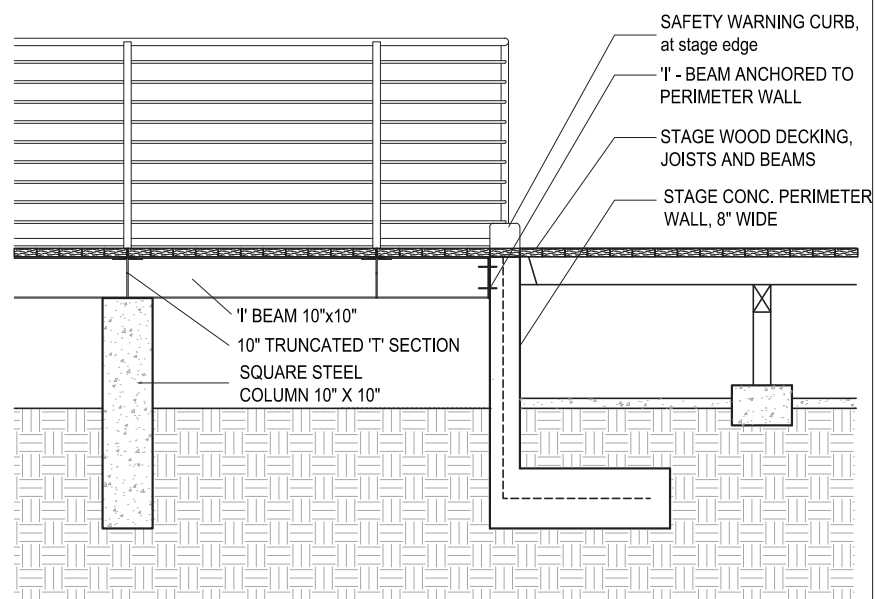 SAFETY WARNING CURB,
at stage edge
'I' - BEAM ANCHORED TO
PERIMETER WALL
STAGE WOOD DECKING,
JOISTS AND BEAMS
STAGE CONC. PERIMETER
WALL, 8" WIDE
'I' BEAM 10"x10"
10" TRUNCATED 'T' SECTION
SQUARE STEEL
COLUMN 10" X 10"